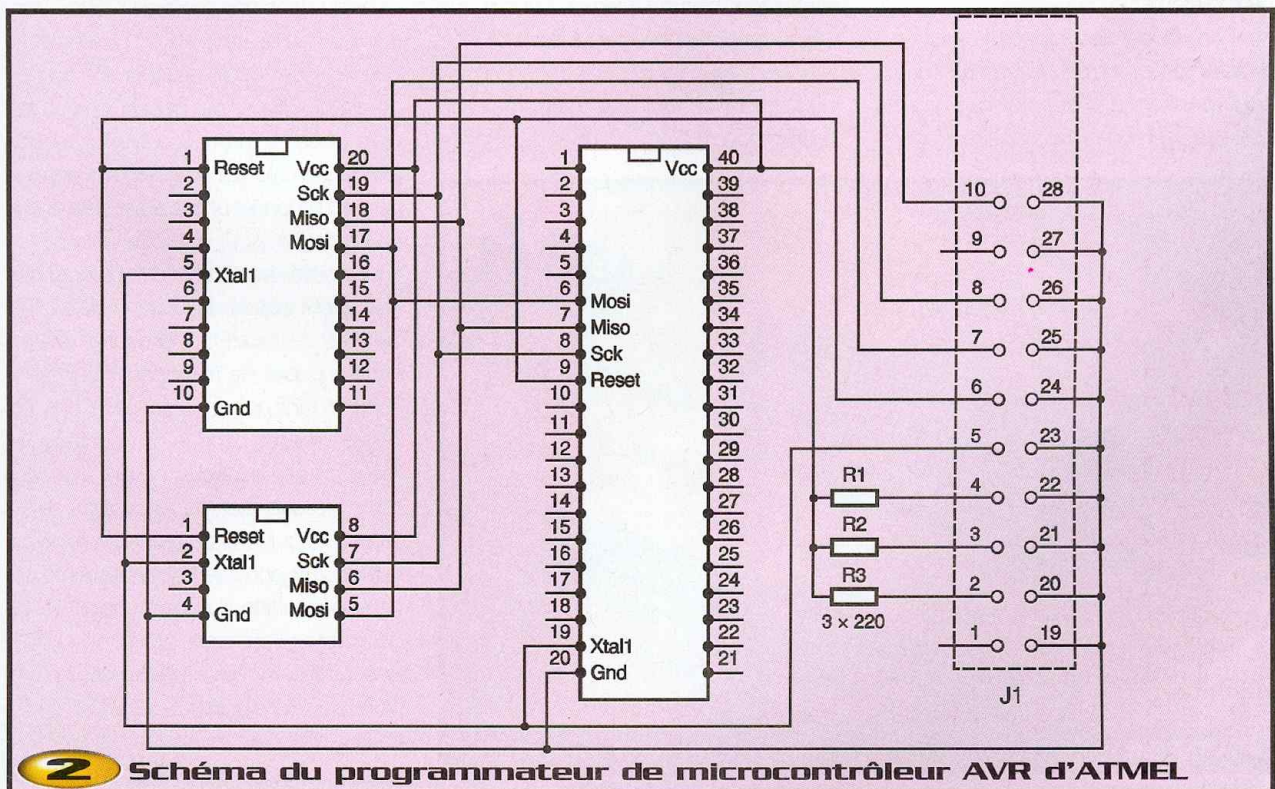 1 Reset Vcc 20
2 Sck 19
3 Miso 18
4 Mosi 17
5 Xtal1 16
6 15
7 14
8 13
9 12
10 Gnd 11
1 Reset Vcc 8
2 Xtal1 Sck 7
3 Miso 6
4 Gnd Mosi 5
1 Vcc 40
2 39
3 38
4 37
5 36
6 Mosi 35
7 Miso 34
8 Sck 33
9 Reset 32
10 31
11 30
12 29
13 28
14 27
15 26
16 25
17 24
18 23
19 Xtal1 22
20 Gnd 21
R1
R2
R3
3 × 220
10 28
9 27
8 26
7 25
6 24
5 23
4 22
3 21
2 20
1 19
J1
2 Schéma du programmateur de microcontrôleur AVR d'ATMEL